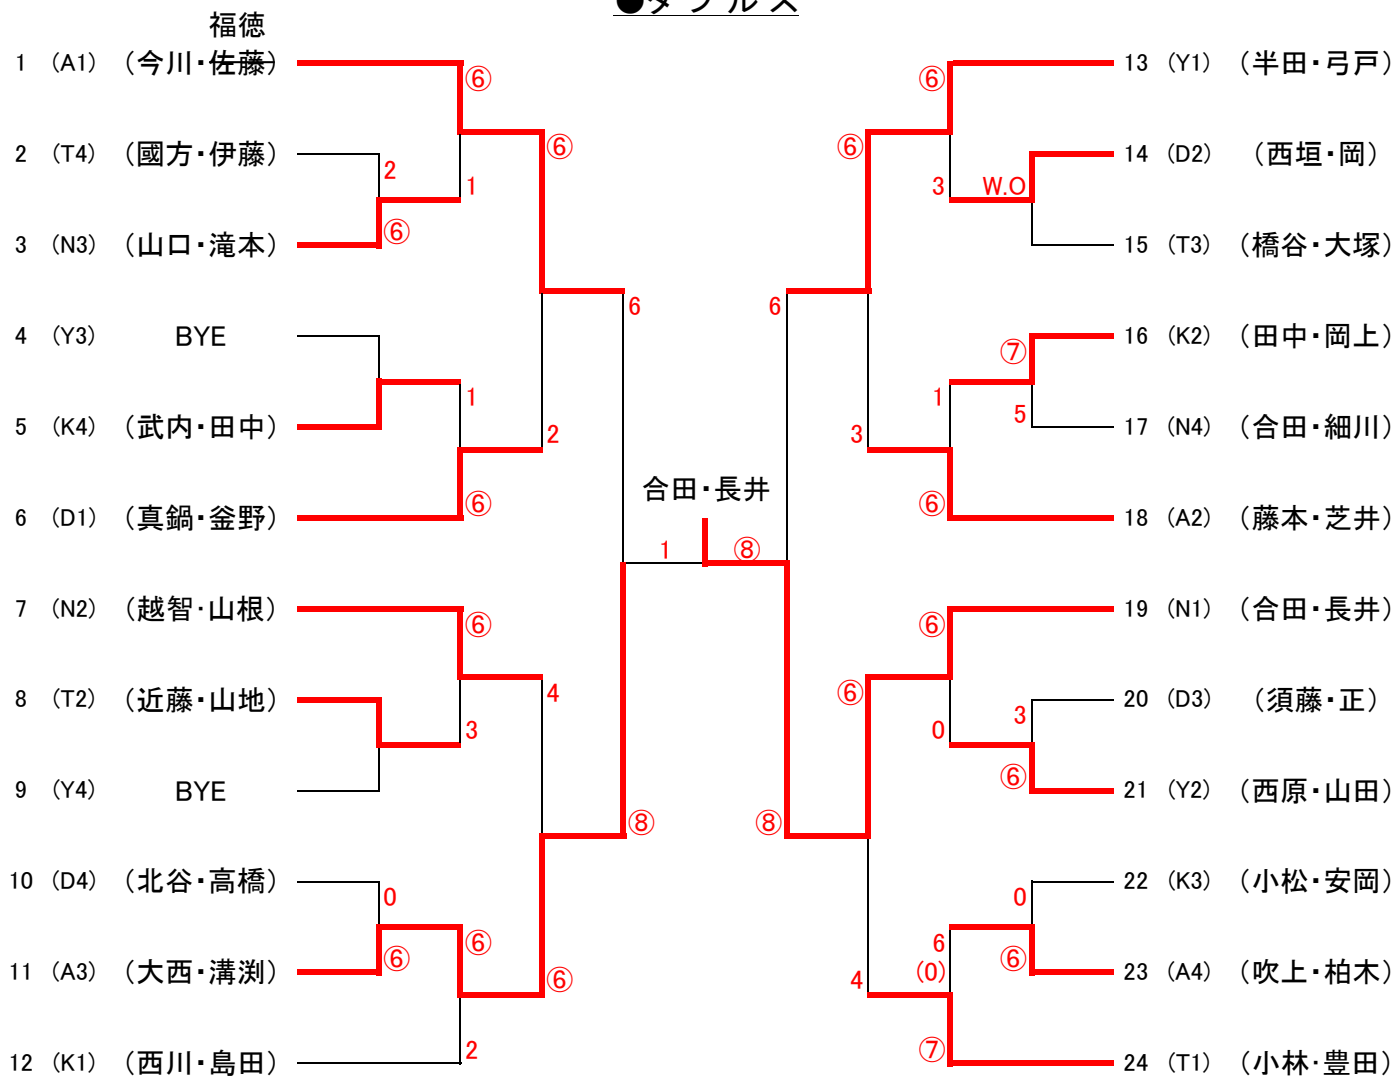 ●ダブルス
福徳
1 (A1) (今川・佐藤)
⑥
2 (T4) (國方・伊藤)
2
1
⑥
3 (N3) (山口・滝本)
⑥
4 (Y3) BYE
6
5 (K4) (武内・田中)
1
2
6 (D1) (真鍋・釜野)
⑥
7 (N2) (越智・山根)
⑥
8 (T2) (近藤・山地)
3
4
9 (Y4) BYE
⑧
10 (D4) (北谷・高橋)
0
⑥
11 (A3) (大西・溝渕)
⑥
⑥
12 (K1) (西川・島田)
2
合田・長井
1 ⑧
13 (Y1) (半田・弓戸)
⑥
⑥
14 (D2) (西垣・岡)
3 W.O
15 (T3) (橋谷・大塚)
6
16 (K2) (田中・岡上)
⑦
1
5
17 (N4) (合田・細川)
3
18 (A2) (藤本・芝井)
⑥
19 (N1) (合田・長井)
⑥
⑥
20 (D3) (須藤・正)
3
0
21 (Y2) (西原・山田)
⑥
⑧
22 (K3) (小松・安岡)
0
6
(0)
23 (A4) (吹上・柏木)
⑥
4
24 (T1) (小林・豊田)
⑦